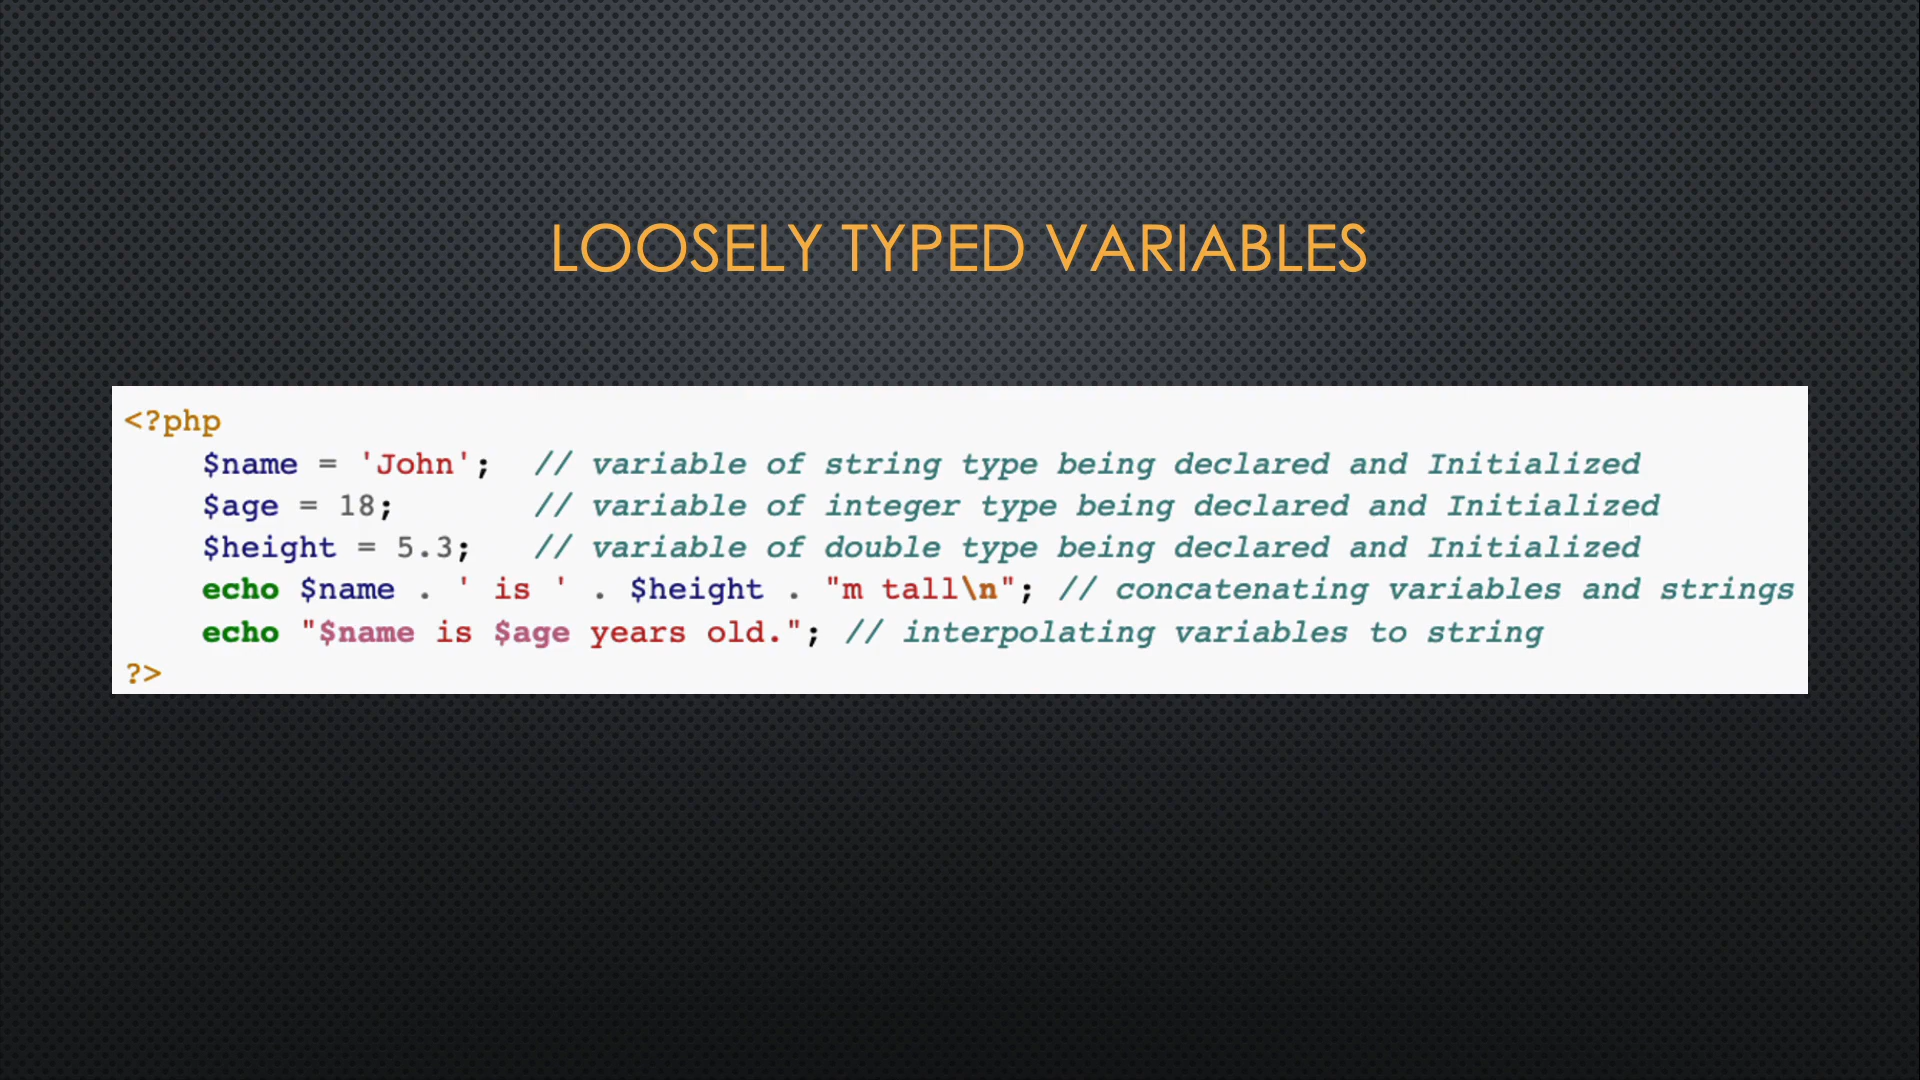 LOOSELY TYPED VARIABLES
<?php
$name = 'John'; // variable of string type being declared and Initialized
$age = 18; // variable of integer type being declared and Initialized
$height = 5.3; // variable of double type being declared and Initialized
echo $name . ' is ' . $height . "m tall\n"; // concatenating variables and strings
echo "$name is $age years old."; // interpolating variables to string
?>